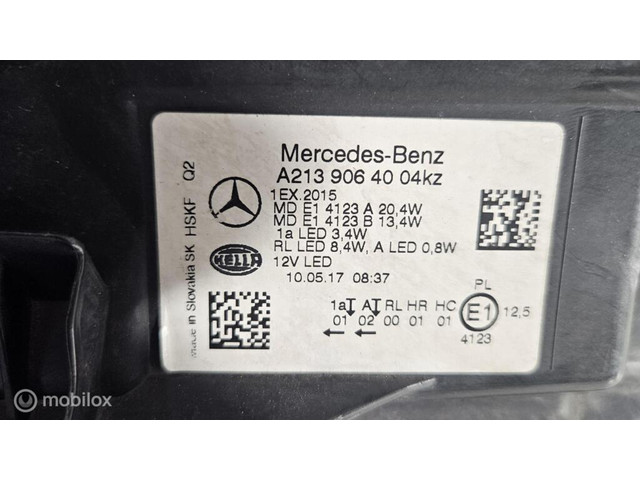 Mercedes-Benz
A213 906 40 04kz
1EX.2015
MD E1 4123 A 20,4W
MD E1 4123 B 13,4W
1a LED 3,4W
RL LED 8,4W, A LED 0,8W
12V LED
10.05.17 08:37
HELLA
Made in Slovakia SK HSKF Q2
1a A RL HR HC
01 02 00 01 01
PL
E1 12,5
4123
mobilox